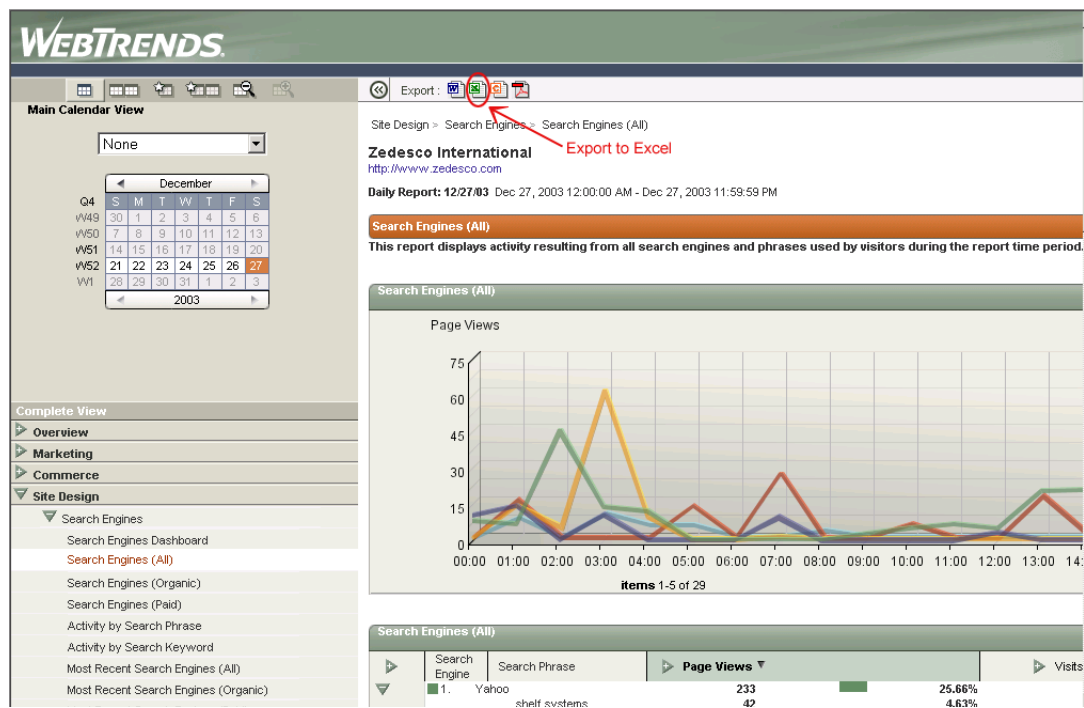 WEBTRENDS.
Main Calendar View
None
December
Q4 S M T W T F S
W49 30 1 2 3 4 5 6
W50 7 8 9 10 11 12 13
W51 14 15 16 17 18 19 20
W52 21 22 23 24 25 26 27
W1 28 29 30 31 1 2 3
2003
Complete View
Overview
Marketing
Commerce
Site Design
Search Engines
Search Engines Dashboard
Search Engines (All)
Search Engines (Organic)
Search Engines (Paid)
Activity by Search Phrase
Activity by Search Keyword
Most Recent Search Engines (All)
Most Recent Search Engines (Organic)
Export :
Site Design > Search Engines > Search Engines (All)
Export to Excel
Zedesco International
http://www.zedesco.com
Daily Report: 12/27/03 Dec 27, 2003 12:00:00 AM - Dec 27, 2003 11:59:59 PM
Search Engines (All)
This report displays activity resulting from all search engines and phrases used by visitors during the report time period.
Search Engines (All)
Page Views
75
60
45
30
15
0
00:00 01:00 02:00 03:00 04:00 05:00 06:00 07:00 08:00 09:00 10:00 11:00 12:00 13:00 14:
items 1-5 of 29
Search Engines (All)
Search Engine Search Phrase Page Views Visits
1. Yahoo 233 25.66%
shelf systems 42 4.63%